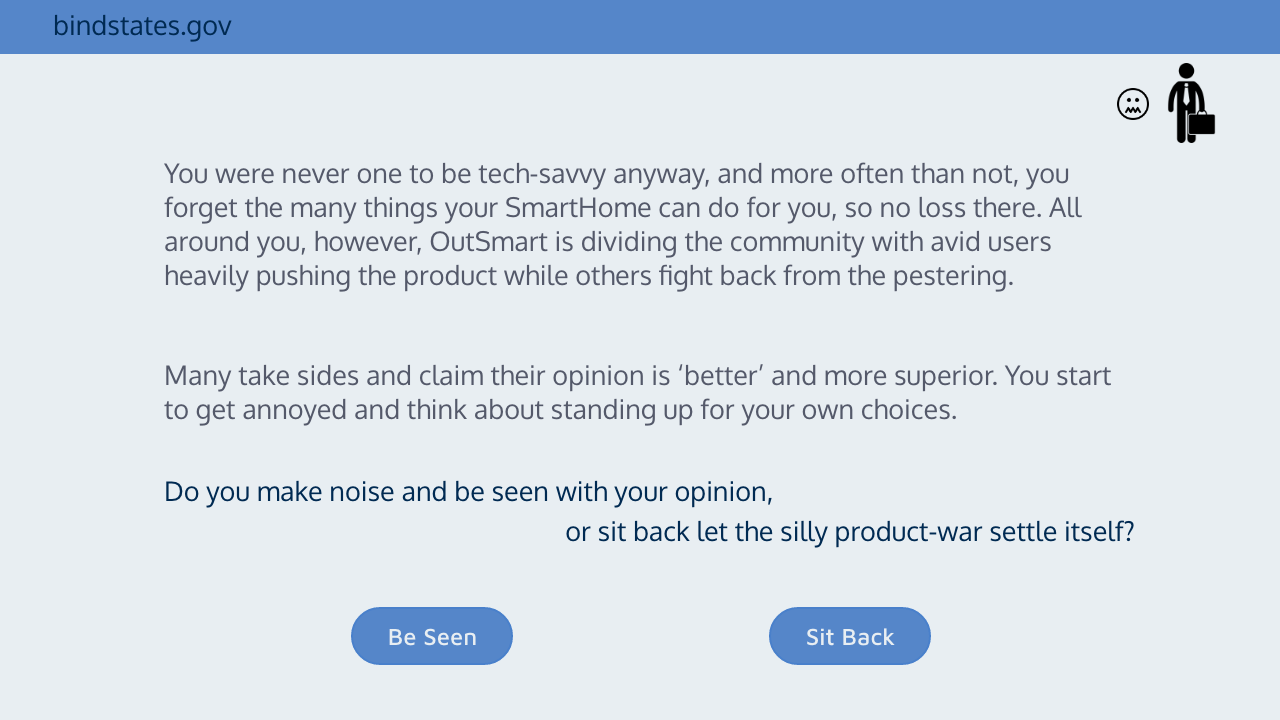 bindstates.gov
You were never one to be tech-savvy anyway, and more often than not, you
forget the many things your SmartHome can do for you, so no loss there. All
around you, however, OutSmart is dividing the community with avid users
heavily pushing the product while others fight back from the pestering.
Many take sides and claim their opinion is ‘better’ and more superior. You start
to get annoyed and think about standing up for your own choices.
Do you make noise and be seen with your opinion,
or sit back let the silly product-war settle itself?
Be Seen
Sit Back